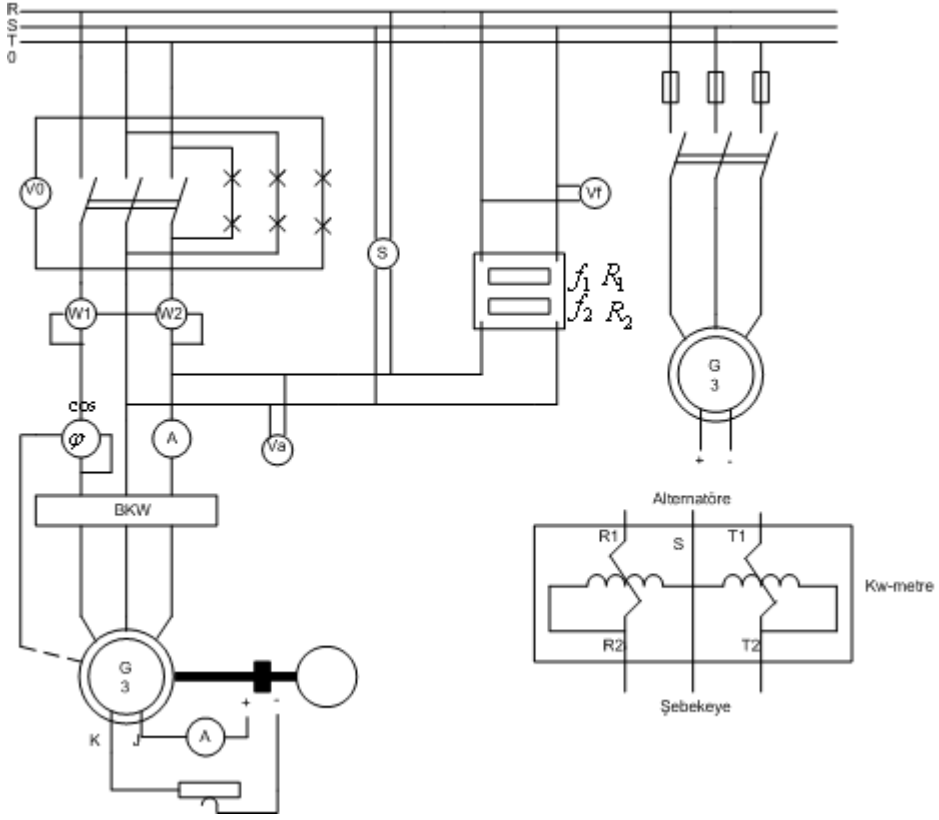 R
S
T
0
V0
S
Vf
f1 R1
f2 R2
W1
W2
cos
φ
A
Va
BKW
G
3
K
J
A
+ -
G
3
+ -
Alternatöre
R1
S
T1
Kw-metre
R2
T2
Şebekeye